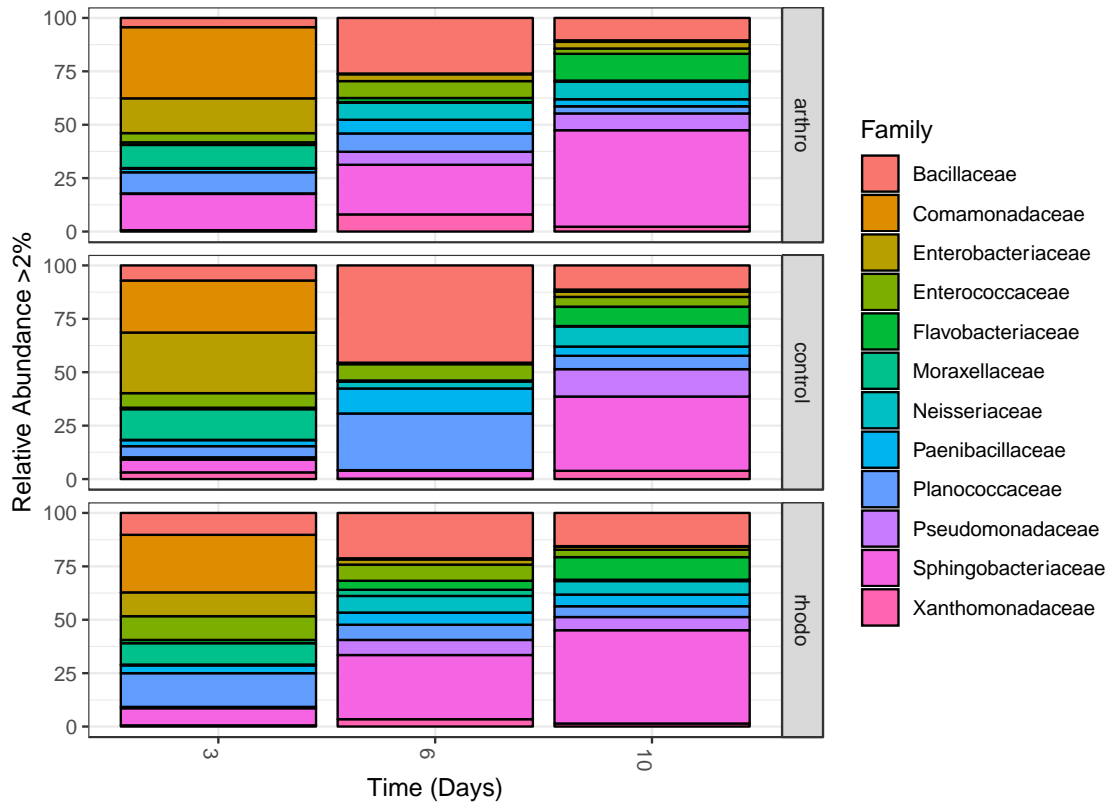 Relative Abundance >2%
100
75
50
25
0
arthro
100
75
50
25
0
control
100
75
50
25
0
rhodo
3
6
10
Time (Days)
Family
Bacillaceae
Comamonadaceae
Enterobacteriaceae
Enterococcaceae
Flavobacteriaceae
Moraxellaceae
Neisseriaceae
Paenibacillaceae
Planococcaceae
Pseudomonadaceae
Sphingobacteriaceae
Xanthomonadaceae